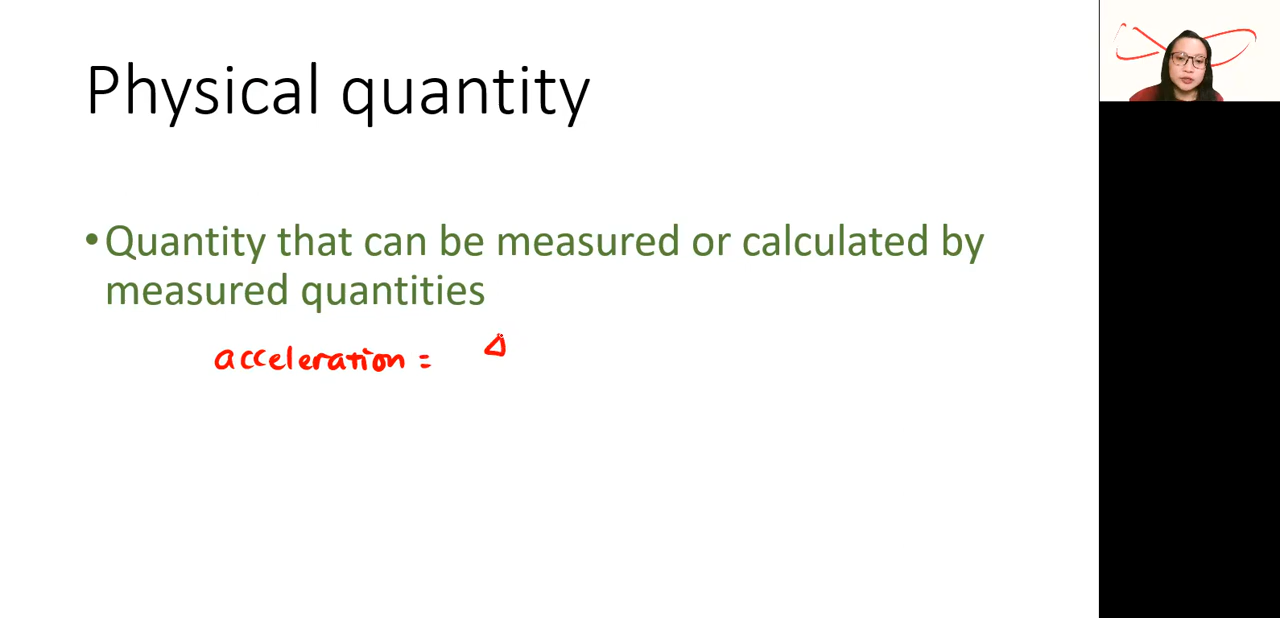 Physical quantity
•Quantity that can be measured or calculated by
measured quantities
acceleration = Δ